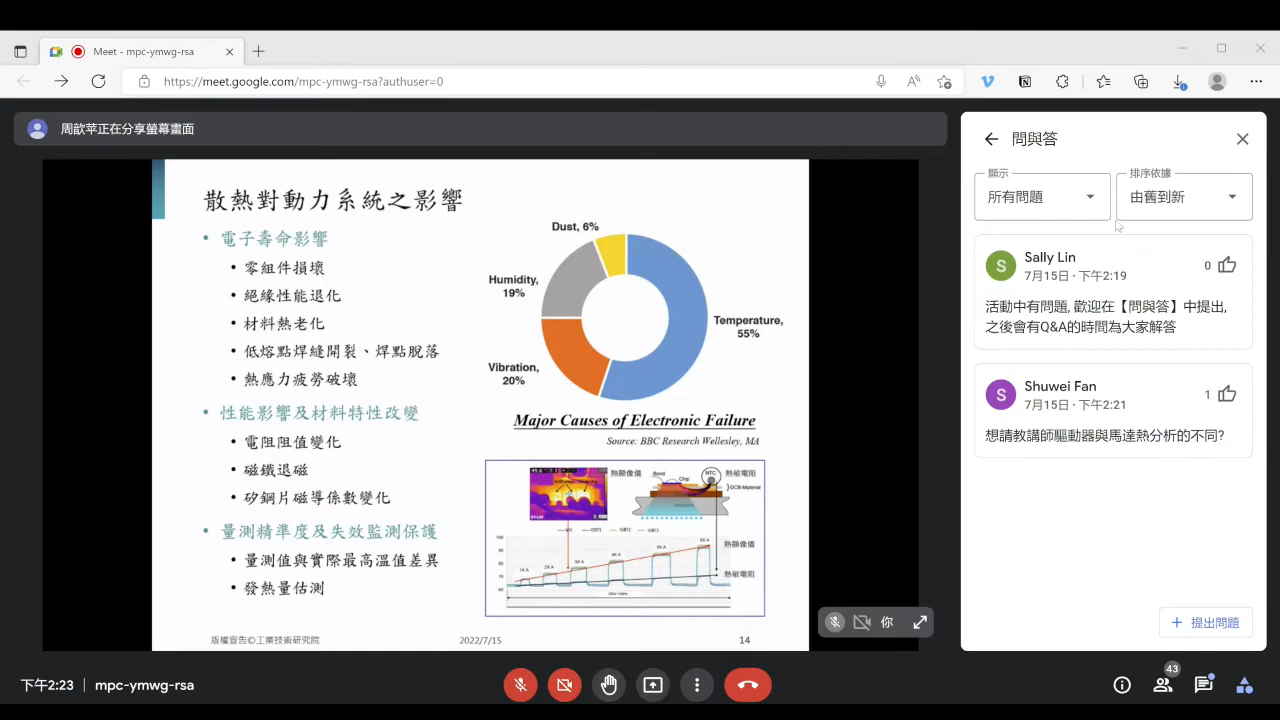 Meet - mpc-ymwg-rsa
https://meet.google.com/mpc-ymwg-rsa?authuser=0
周歆苹正在分享螢幕畫面
散熱對動力系統之影響
• 電子壽命影響
• 零組件損壞
• 絕緣性能退化
• 材料熱老化
• 低熔點焊縫開裂、焊點脫落
• 熱應力疲勞破壞
• 性能影響及材料特性改變
• 電阻阻值變化
• 磁鐵退磁
• 矽鋼片磁導係數變化
• 量測精準度及失效監測保護
• 量測值與實際最高溫值差異
• 發熱量估測
Dust, 6%
Humidity,
19%
Temperature,
55%
Vibration,
20%
Major Causes of Electronic Failure
Source: BBC Research Wellesley, MA
熱顯像儀
Bond
Chip
NTC
熱敏電阻
DCB-Material
熱顯像儀
熱敏電阻
版權宣告©工業技術研究院
2022/7/15
14
你
問與答
顯示
所有問題
排序依據
由舊到新
S
Sally Lin
7月15日 · 下午2:19
0
活動中有問題, 歡迎在【問與答】中提出,
之後會有Q&A的時間為大家解答
S
Shuwei Fan
7月15日 · 下午2:21
1
想請教講師驅動器與馬達熱分析的不同?
+ 提出問題
下午2:23 | mpc-ymwg-rsa
43